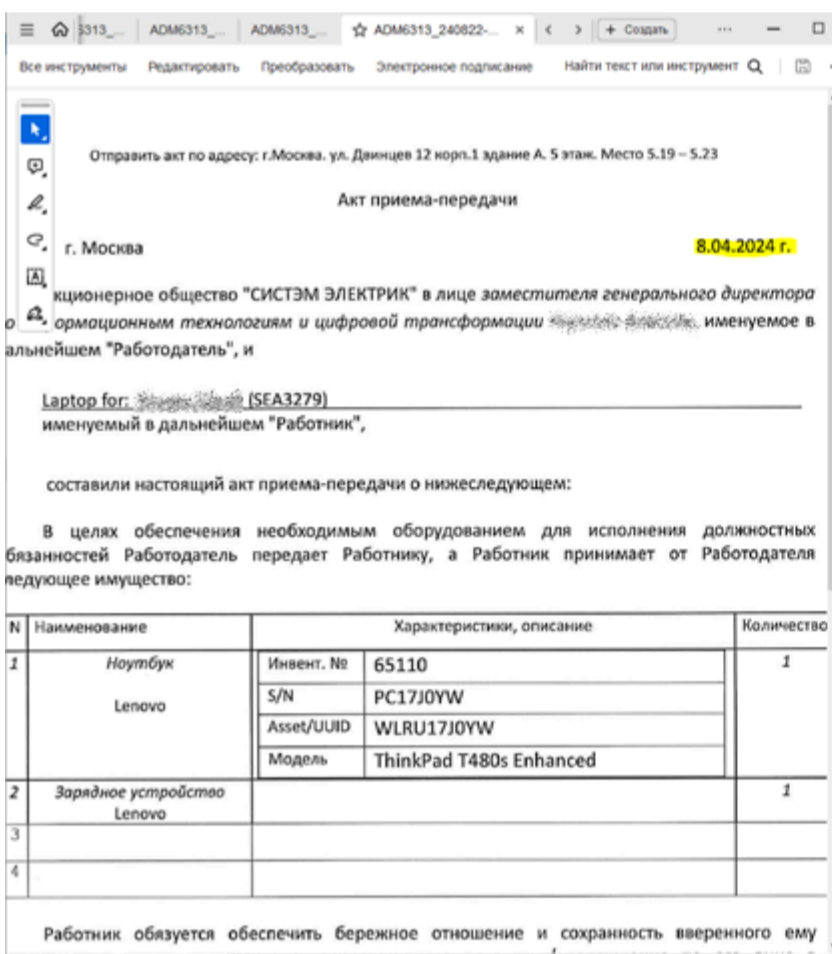 6313_... ADM6313_... ADM6313_... ADM6313_240822-... Создать
Все инструменты Редактировать Преобразовать Электронное подписание Найти текст или инструмент
Отправить акт по адресу: г.Москва. ул. Двинцев 12 корп.1 здание А. 5 этаж. Место 5.19 – 5.23
Акт приема-передачи
г. Москва 8.04.2024 г.
кционерное общество "СИСТЭМ ЭЛЕКТРИК" в лице заместителя генерального директора
о ормационным технологиям и цифровой трансформации именуемое в
альнейшем "Работодатель", и
Laptop for: (SEA3279)
именуемый в дальнейшем "Работник",
составили настоящий акт приема-передачи о нижеследующем:
В целях обеспечения необходимым оборудованием для исполнения должностных
бязанностей Работодатель передает Работнику, а Работник принимает от Работодателя
ледующее имущество:
N Наименование Характеристики, описание Количество
1 Ноутбук Инвент. № 65110 1
Lenovo S/N PC17J0YW
Asset/UUID WLRU17J0YW
Модель ThinkPad T480s Enhanced
2 Зарядное устройство 1
Lenovo
3
4
Работник обязуется обеспечить бережное отношение и сохранность вверенного ему